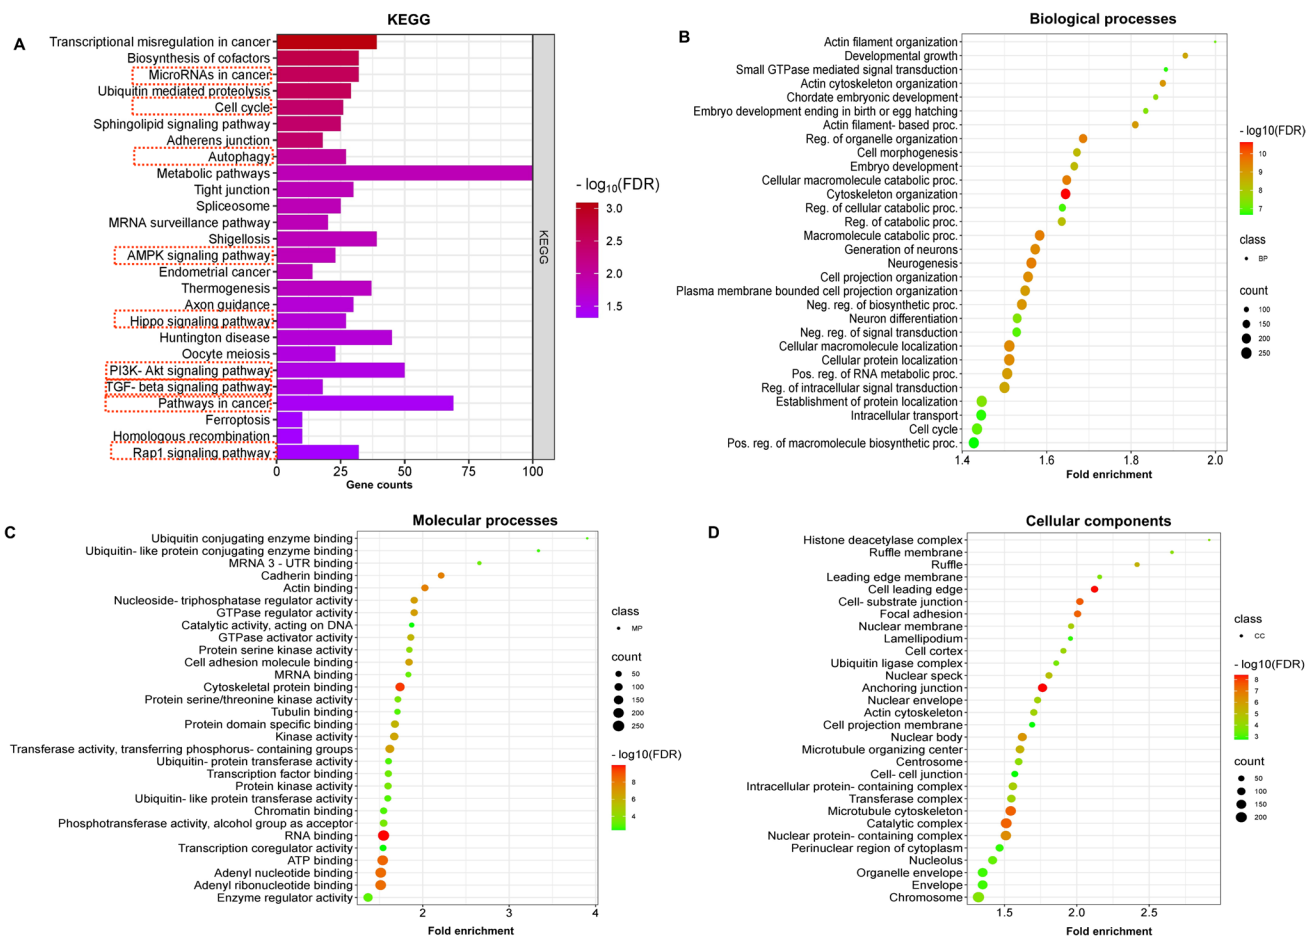 A
KEGG
Transcriptional misregulation in cancer
Biosynthesis of cofactors
MicroRNAs in cancer
Ubiquitin mediated proteolysis
Cell cycle
Sphingolipid signaling pathway
Adherens junction
Autophagy
Metabolic pathways
Tight junction
Spliceosome
MRNA surveillance pathway
Shigellosis
AMPK signaling pathway
Endometrial cancer
Thermogenesis
Axon guidance
Hippo signaling pathway
Huntington disease
Oocyte meiosis
PI3K- Akt signaling pathway
TGF- beta signaling pathway
Pathways in cancer
Ferroptosis
Homologous recombination
Rap1 signaling pathway
0 25 50 75 100
Gene counts
KEGG
- log10(FDR)
3.0
2.0
1.5
B
Biological processes
Actin filament organization
Developmental growth
Small GTPase mediated signal transduction
Actin cytoskeleton organization
Chordate embryonic development
Embryo development ending in birth or egg hatching
Actin filament- based proc.
Reg. of organelle organization
Cell morphogenesis
Embryo development
Cellular macromolecule catabolic proc.
Cytoskeleton organization
Reg. of cellular catabolic proc.
Reg. of catabolic proc.
Macromolecule catabolic proc.
Generation of neurons
Neurogenesis
Cell projection organization
Plasma membrane bounded cell projection organization
Neg. reg. of biosynthetic proc.
Neuron differentiation
Neg. reg. of signal transduction
Cellular macromolecule localization
Cellular protein localization
Pos. reg. of RNA metabolic proc.
Reg. of intracellular signal transduction
Establishment of protein localization
Intracellular transport
Cell cycle
Pos. reg. of macromolecule biosynthetic proc.
1.4 1.6 1.8 2.0
Fold enrichment
- log10(FDR)
10
9
8
7
class
BP
count
100
150
200
250
C
Molecular processes
Ubiquitin conjugating enzyme binding
Ubiquitin- like protein conjugating enzyme binding
MRNA 3 - UTR binding
Cadherin binding
Actin binding
Nucleoside- triphosphatase regulator activity
GTPase regulator activity
Catalytic activity, acting on DNA
GTPase activator activity
Protein serine kinase activity
Cell adhesion molecule binding
MRNA binding
Cytoskeletal protein binding
Protein serine/threonine kinase activity
Tubulin binding
Protein domain specific binding
Kinase activity
Transferase activity, transferring phosphorus- containing groups
Ubiquitin- protein transferase activity
Transcription factor binding
Protein kinase activity
Ubiquitin- like protein transferase activity
Chromatin binding
Phosphotransferase activity, alcohol group as acceptor
RNA binding
Transcription coregulator activity
ATP binding
Adenyl nucleotide binding
Adenyl ribonucleotide binding
Enzyme regulator activity
2 3 4
Fold enrichment
class
MP
count
50
100
150
200
250
- log10(FDR)
8
6
4
D
Cellular components
Histone deacetylase complex
Ruffle membrane
Ruffle
Leading edge membrane
Cell leading edge
Cell- substrate junction
Focal adhesion
Nuclear membrane
Lamellipodium
Cell cortex
Ubiquitin ligase complex
Nuclear speck
Anchoring junction
Nuclear envelope
Actin cytoskeleton
Cell projection membrane
Nuclear body
Microtubule organizing center
Centrosome
Cell- cell junction
Intracellular protein- containing complex
Transferase complex
Microtubule cytoskeleton
Catalytic complex
Nuclear protein- containing complex
Perinuclear region of cytoplasm
Nucleolus
Organelle envelope
Envelope
Chromosome
1.5 2.0 2.5
Fold enrichment
class
CC
- log10(FDR)
8
7
6
5
4
3
count
50
100
150
200